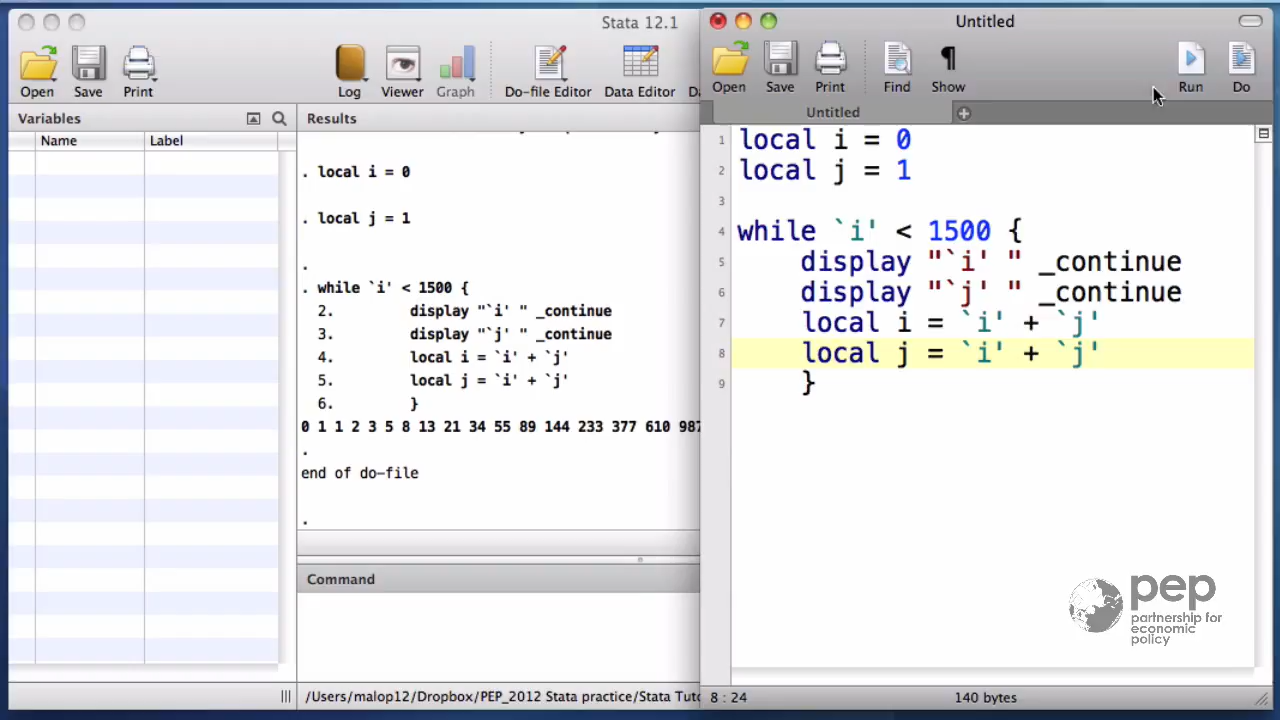 Stata 12.1
Open Save Print Log Viewer Graph Do-file Editor Data Editor
Variables
Name Label
Results
. local i = 0
. local j = 1
.
. while `i' < 1500 {
2. display "`i' " _continue
3. display "`j' " _continue
4. local i = `i' + `j'
5. local j = `i' + `j'
6. }
0 1 1 2 3 5 8 13 21 34 55 89 144 233 377 610 987
.
end of do-file
.
Command
/Users/malop12/Dropbox/PEP_2012 Stata practice/Stata Tuto
Untitled
Open Save Print Find Show Run Do
Untitled
1 local i = 0
2 local j = 1
3
4 while `i' < 1500 {
5 display "`i' " _continue
6 display "`j' " _continue
7 local i = `i' + `j'
8 local j = `i' + `j'
9 }
pep
partnership for
economic
policy
8 : 24 140 bytes